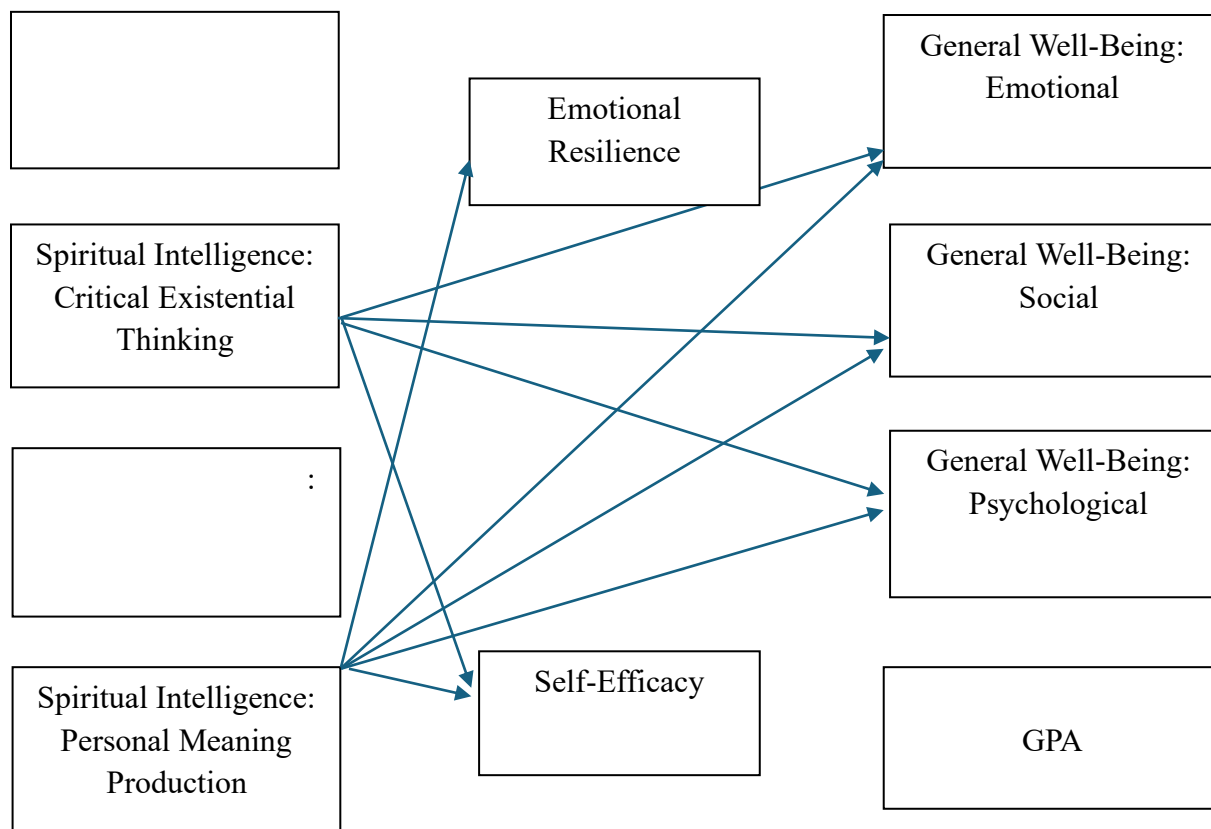 General Well-Being:
Emotional
Emotional
Resilience
Spiritual Intelligence:
Critical Existential
Thinking
General Well-Being:
Social
:
General Well-Being:
Psychological
Spiritual Intelligence:
Personal Meaning
Production
Self-Efficacy
GPA